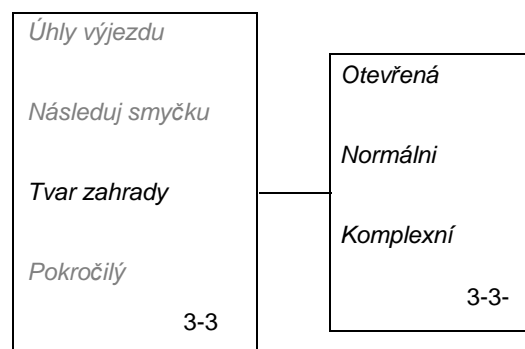 Úhly výjezdu
Následuj smyčku
Tvar zahrady
Pokročilý
3-3
Otevřená
Normálni
Komplexní
3-3-